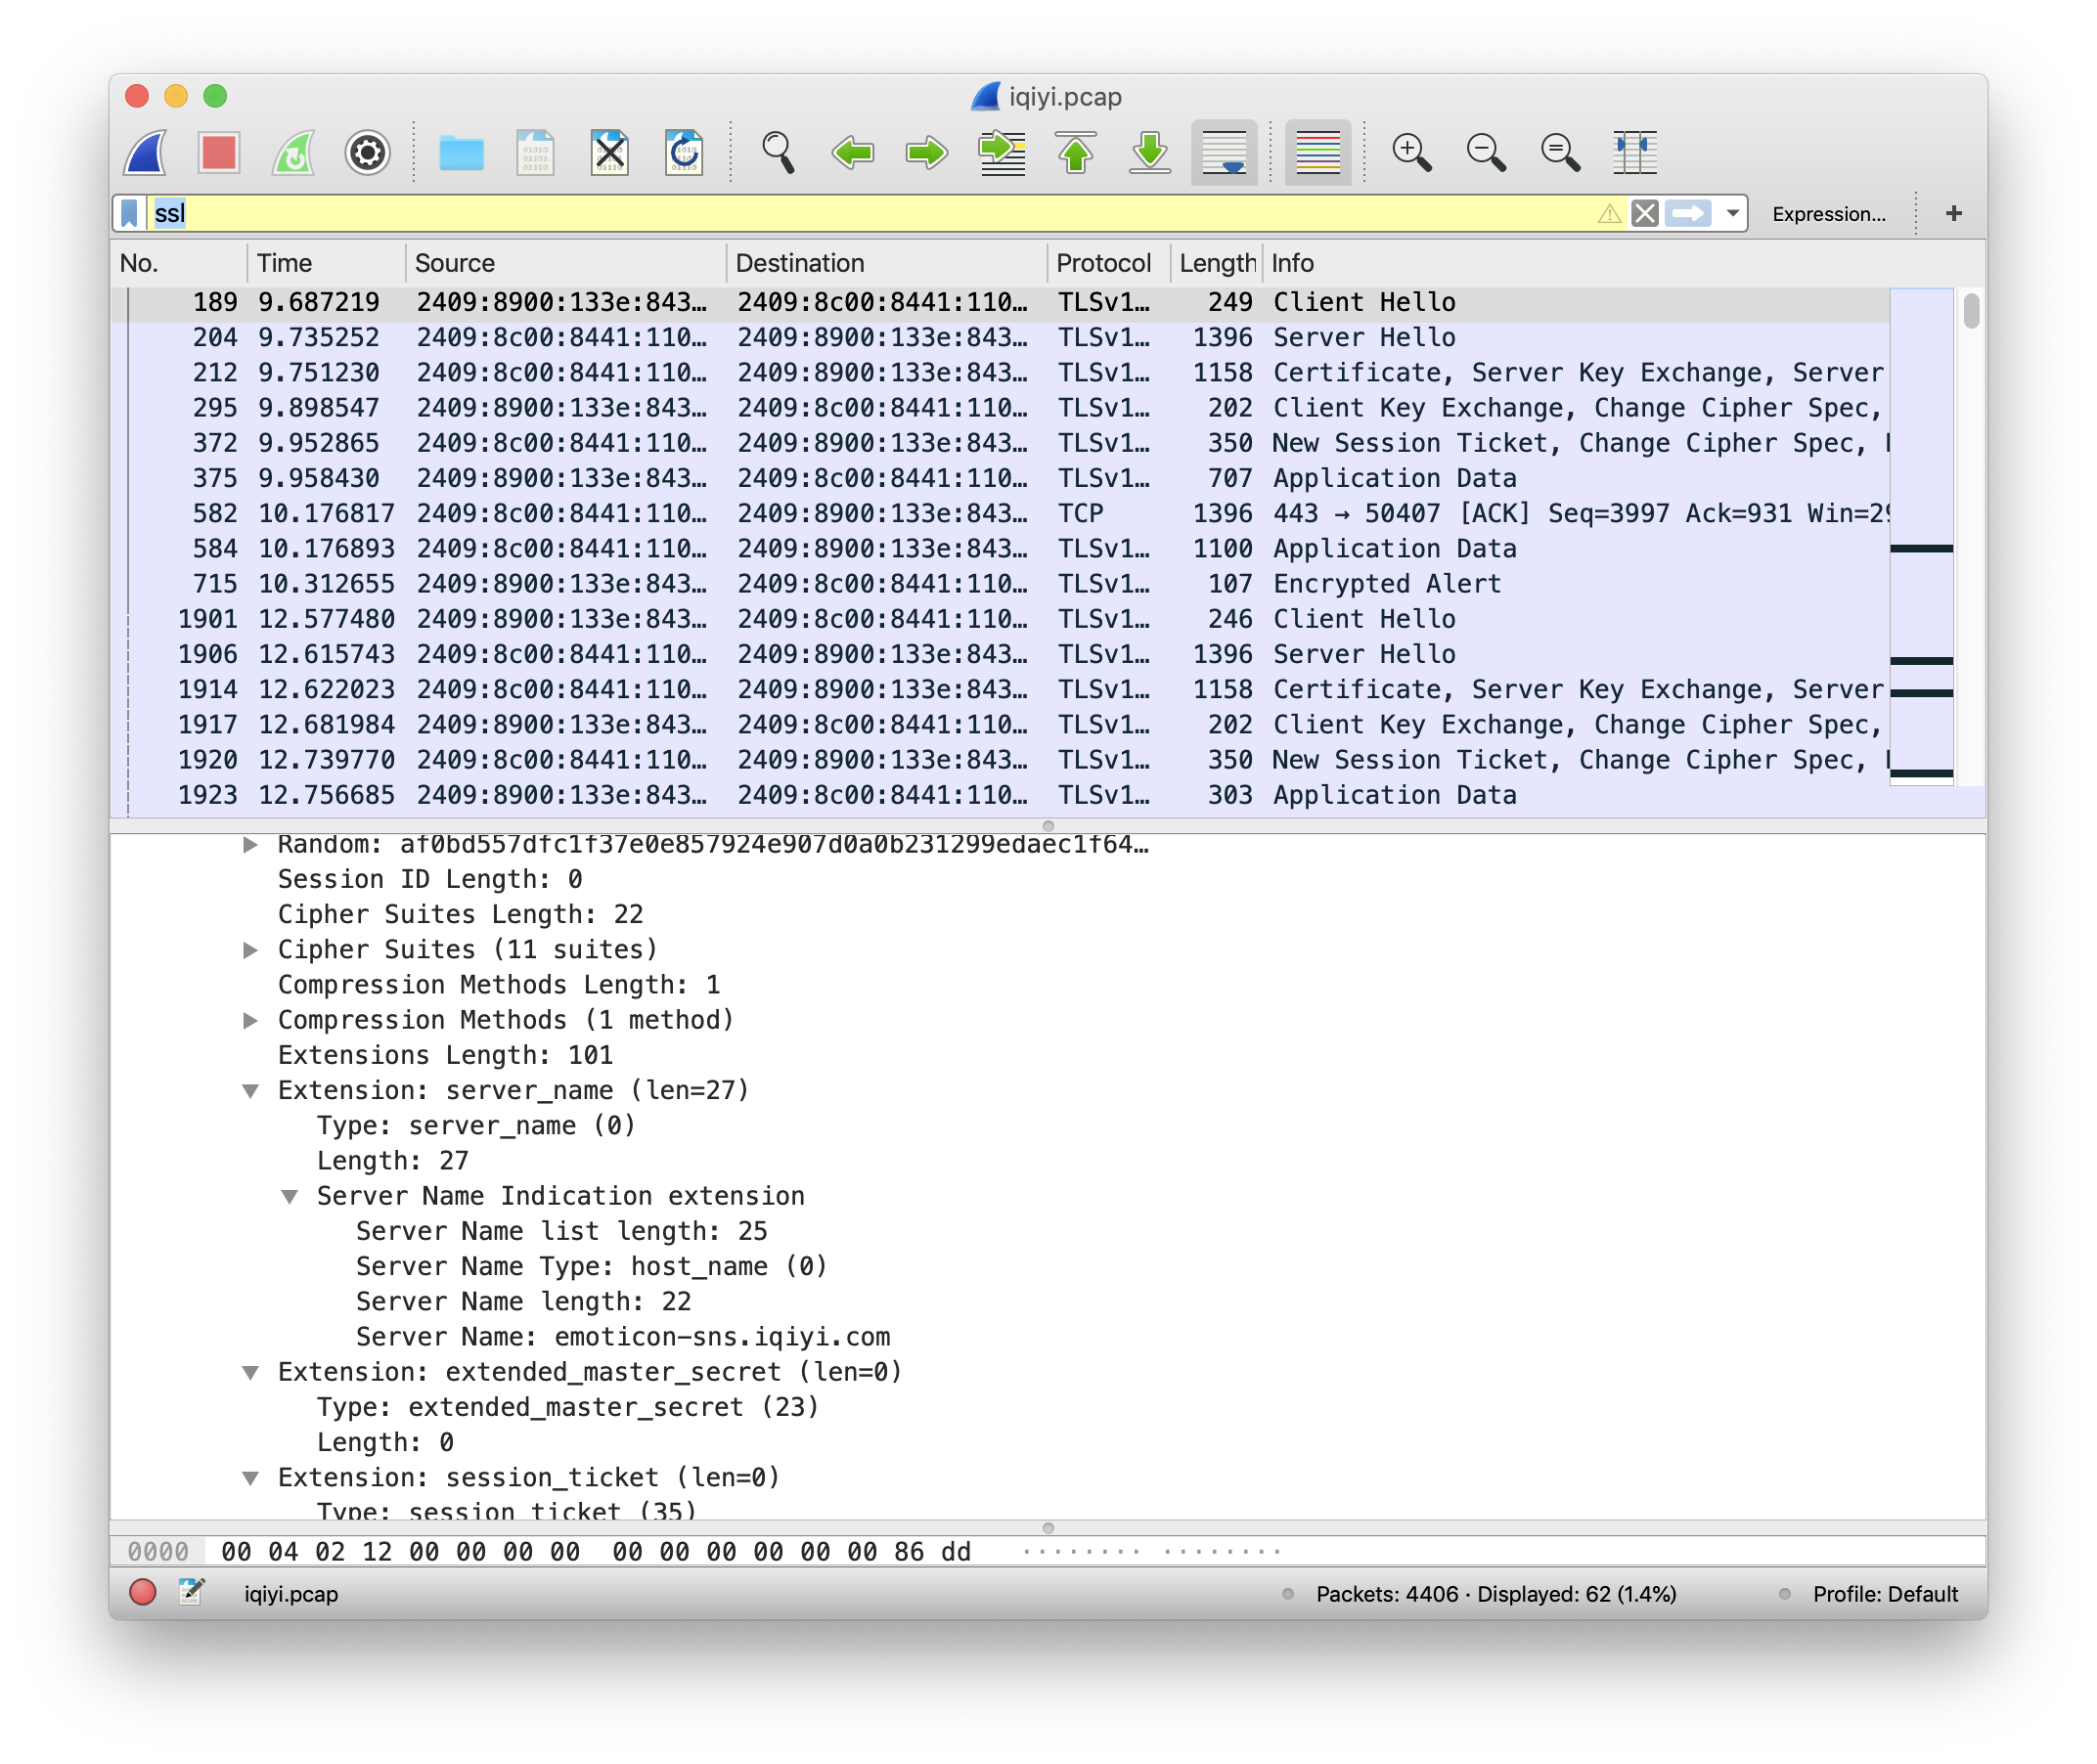 iqiyi.pcap
ssl
Expression...
+
No. Time Source Destination Protocol Length Info
189 9.687219 2409:8900:133e:843… 2409:8c00:8441:110… TLSv1… 249 Client Hello
204 9.735252 2409:8c00:8441:110… 2409:8900:133e:843… TLSv1… 1396 Server Hello
212 9.751230 2409:8c00:8441:110… 2409:8900:133e:843… TLSv1… 1158 Certificate, Server Key Exchange, Server
295 9.898547 2409:8900:133e:843… 2409:8c00:8441:110… TLSv1… 202 Client Key Exchange, Change Cipher Spec,
372 9.952865 2409:8c00:8441:110… 2409:8900:133e:843… TLSv1… 350 New Session Ticket, Change Cipher Spec,
375 9.958430 2409:8900:133e:843… 2409:8c00:8441:110… TLSv1… 707 Application Data
582 10.176817 2409:8c00:8441:110… 2409:8900:133e:843… TCP 1396 443 → 50407 [ACK] Seq=3997 Ack=931 Win=29
584 10.176893 2409:8c00:8441:110… 2409:8900:133e:843… TLSv1… 1100 Application Data
715 10.312655 2409:8900:133e:843… 2409:8c00:8441:110… TLSv1… 107 Encrypted Alert
1901 12.577480 2409:8900:133e:843… 2409:8c00:8441:110… TLSv1… 246 Client Hello
1906 12.615743 2409:8c00:8441:110… 2409:8900:133e:843… TLSv1… 1396 Server Hello
1914 12.622023 2409:8c00:8441:110… 2409:8900:133e:843… TLSv1… 1158 Certificate, Server Key Exchange, Server
1917 12.681984 2409:8900:133e:843… 2409:8c00:8441:110… TLSv1… 202 Client Key Exchange, Change Cipher Spec,
1920 12.739770 2409:8c00:8441:110… 2409:8900:133e:843… TLSv1… 350 New Session Ticket, Change Cipher Spec,
1923 12.756685 2409:8900:133e:843… 2409:8c00:8441:110… TLSv1… 303 Application Data
Random: af0bd557dfc1f37e0e857924e907d0a0b231299edaec1f64…
Session ID Length: 0
Cipher Suites Length: 22
Cipher Suites (11 suites)
Compression Methods Length: 1
Compression Methods (1 method)
Extensions Length: 101
Extension: server_name (len=27)
Type: server_name (0)
Length: 27
Server Name Indication extension
Server Name list length: 25
Server Name Type: host_name (0)
Server Name length: 22
Server Name: emoticon-sns.iqiyi.com
Extension: extended_master_secret (len=0)
Type: extended_master_secret (23)
Length: 0
Extension: session_ticket (len=0)
Type: session_ticket (35)
0000 00 04 02 12 00 00 00 00 00 00 00 00 00 00 86 dd ········ ········
iqiyi.pcap
Packets: 4406 · Displayed: 62 (1.4%)
Profile: Default